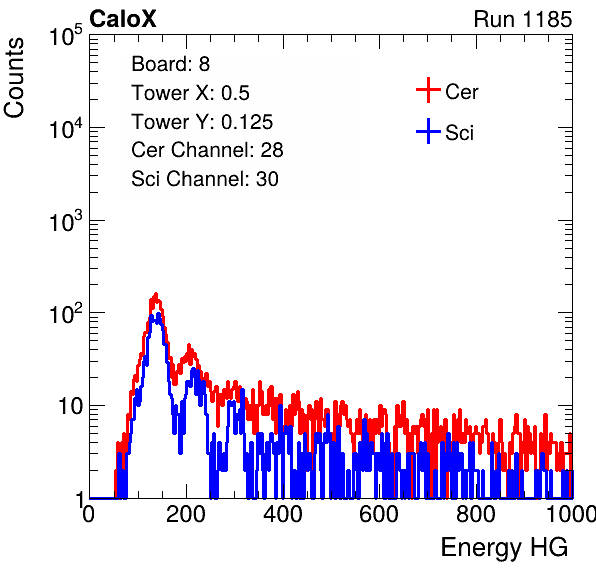 CaloX Run 1185
Counts
10^5
10^4
10^3
10^2
10
1
Board: 8
Tower X: 0.5
Tower Y: 0.125
Cer Channel: 28
Sci Channel: 30
Cer
Sci
0 200 400 600 800 1000
Energy HG